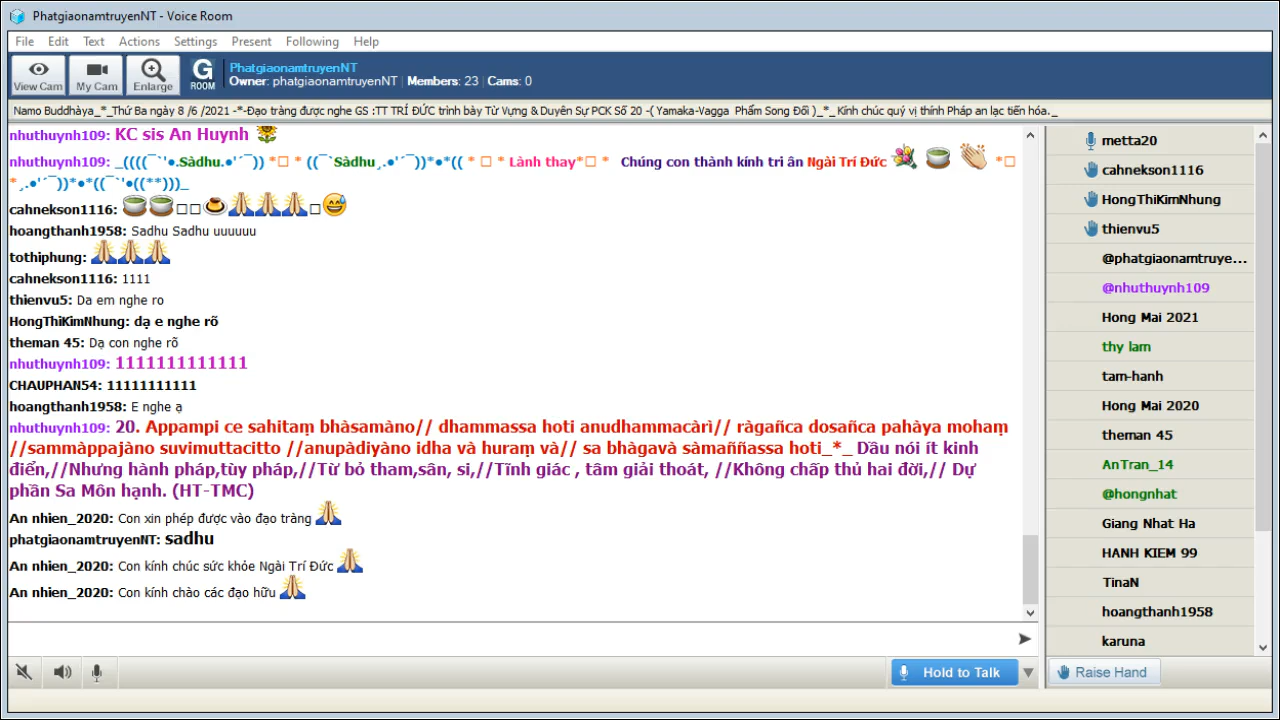 PhatgiaonamtruyenNT - Voice Room
File Edit Text Actions Settings Present Following Help
View Cam
My Cam
Enlarge
G
ROOM
PhatgiaonamtruyenNT
Owner: phatgiaonamtruyenNT | Members: 23 | Cams: 0
Namo Buddhàya_*_Thứ Ba ngày 8 /6 /2021 -*-Đạo tràng được nghe GS :TT TRÍ ĐỨC trình bày Từ Vựng & Duyên Sự PCK Số 20 -( Yamaka-Vagga Phẩm Song Đối )_*_ Kính chúc quý vị thính Pháp an lạc tiến hóa._
nhuthuynh109: KC sis An Huynh
nhuthuynh109: _((((¯`'•.Sàdhu.•'´¯)) *□ * ((¯`Sàdhu¸.•'´¯))*•*(( * □ * Lành thay*□ * Chúng con thành kính tri ân Ngài Trí Đức *□
*¸.•'´¯))*•*((¯`'•((**)))_
cahnekson1116:
hoangthanh1958: Sadhu Sadhu uuuuuu
tothiphung:
cahnekson1116: 1111
thienvu5: Da em nghe ro
HongThiKimNhung: dạ e nghe rõ
theman 45: Dạ con nghe rõ
nhuthuynh109: 1111111111111
CHAUPHAN54: 11111111111
hoangthanh1958: E nghe ạ
nhuthuynh109: 20. Appampi ce sahitaṃ bhàsamàno// dhammassa hoti anudhammacàrì// ràgañca dosañca pahàya mohaṃ
//sammàppajàno suvimuttacitto //anupàdiyàno idha và huraṃ và// sa bhàgavà sàmaññassa hoti_*_ Dầu nói ít kinh
điển,//Nhưng hành pháp,tùy pháp,//Từ bỏ tham,sân, si,//Tĩnh giác , tâm giải thoát, //Không chấp thủ hai đời,// Dự
phần Sa Môn hạnh. (HT-TMC)
An nhien_2020: Con xin phép được vào đạo tràng
phatgiaonamtruyenNT: sadhu
An nhien_2020: Con kính chúc sức khỏe Ngài Trí Đức
An nhien_2020: Con kính chào các đạo hữu
Hold to Talk
metta20
cahnekson1116
HongThiKimNhung
thienvu5
@phatgiaonamtruye...
@nhuthuynh109
Hong Mai 2021
thy lam
tam-hanh
Hong Mai 2020
theman 45
AnTran_14
@hongnhat
Giang Nhat Ha
HANH KIEM 99
TinaN
hoangthanh1958
karuna
Raise Hand